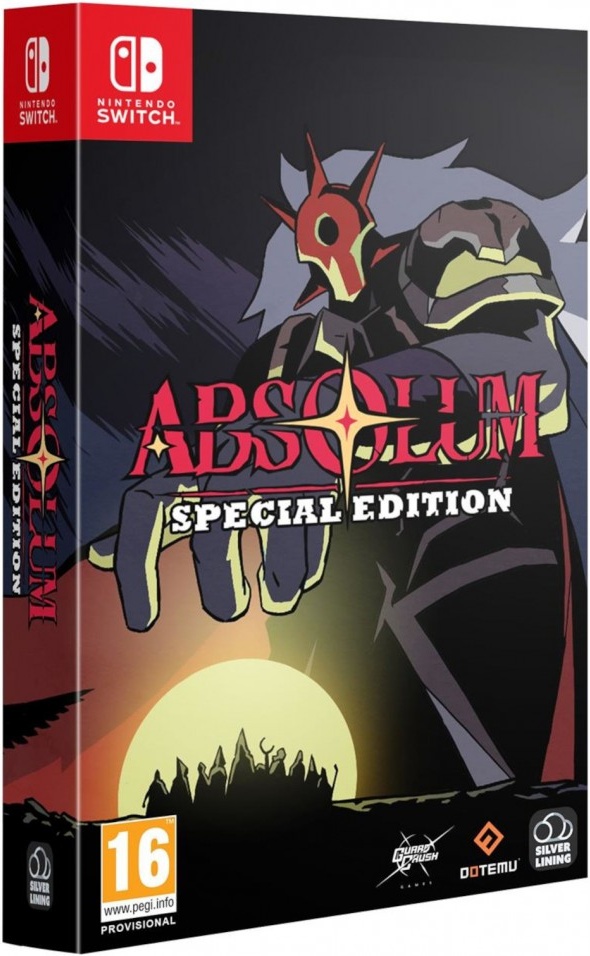 NINTENDO
SWITCH
NINTENDO
SWITCH
ABSOLUM
SPECIAL EDITION
ABSOLUM
SPECIAL EDITION
16
www.pegi.info
PROVISIONAL
GUARD
CRUSH
GAMES
DOTEMU
SILVER
LINING
SILVER
LINING